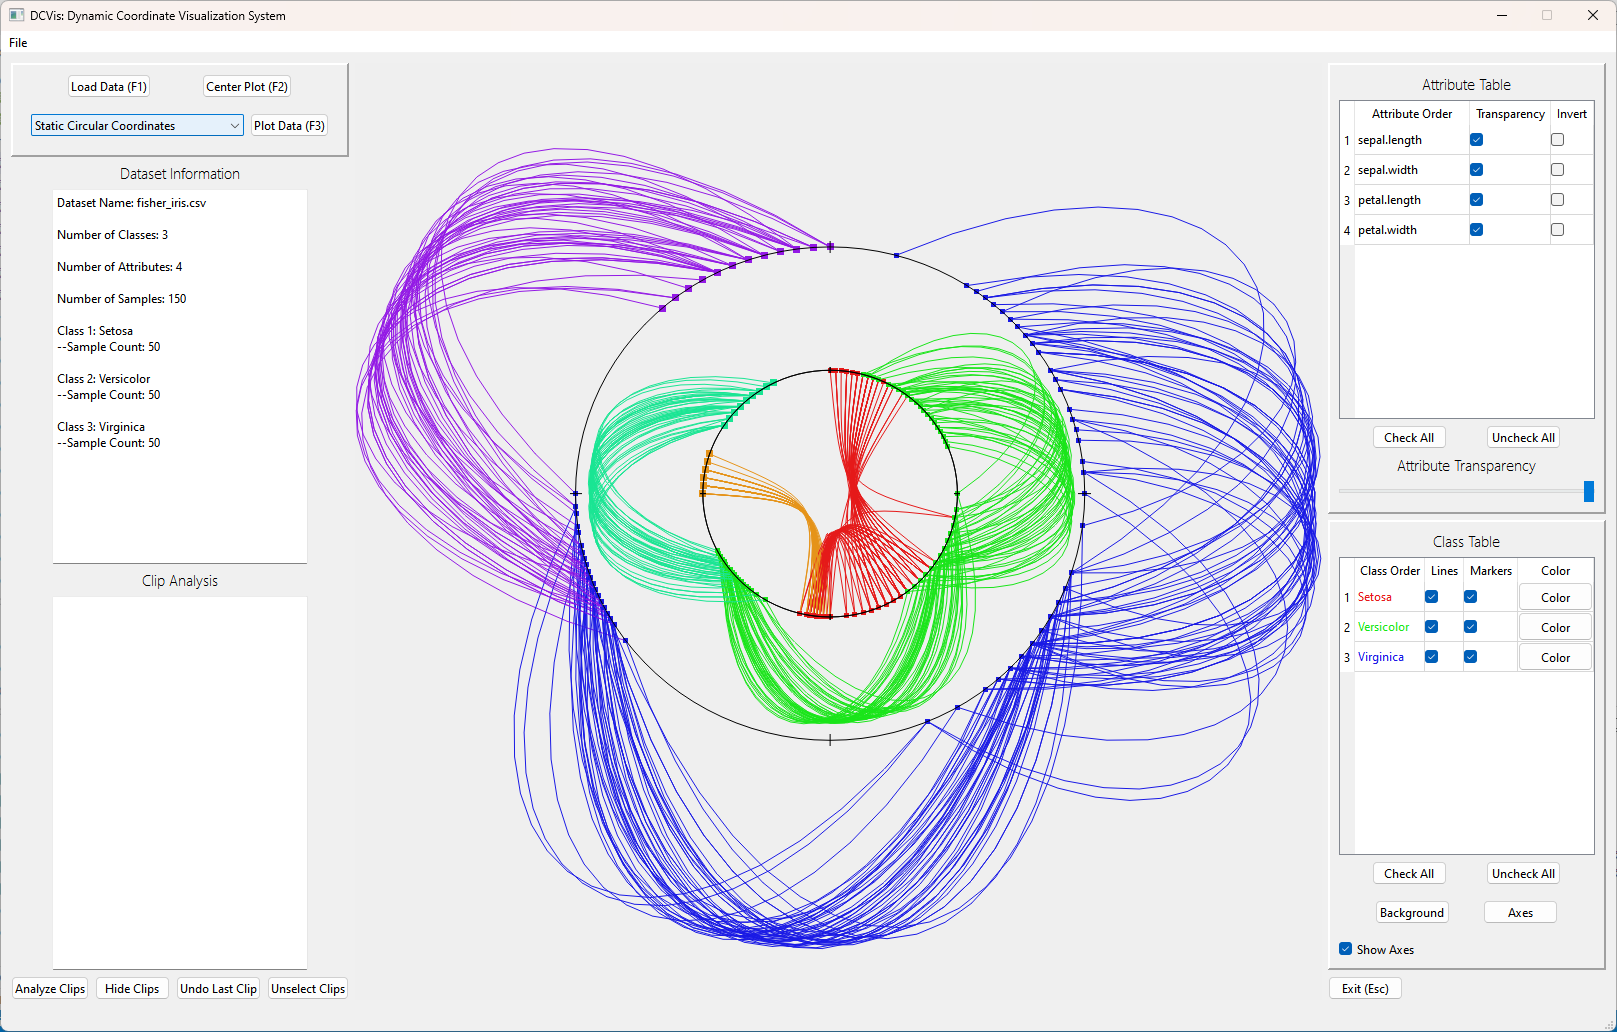 DCVis: Dynamic Coordinate Visualization System
File
Load Data (F1)
Center Plot (F2)
Static Circular Coordinates
Plot Data (F3)
Dataset Information
Dataset Name: fisher_iris.csv
Number of Classes: 3
Number of Attributes: 4
Number of Samples: 150
Class 1: Setosa
--Sample Count: 50
Class 2: Versicolor
--Sample Count: 50
Class 3: Virginica
--Sample Count: 50
Clip Analysis
Analyze Clips
Hide Clips
Undo Last Clip
Unselect Clips
Attribute Table
Attribute Order Transparency Invert
1 sepal.length
2 sepal.width
3 petal.length
4 petal.width
Check All
Uncheck All
Attribute Transparency
Class Table
Class Order Lines Markers Color
1 Setosa Color
2 Versicolor Color
3 Virginica Color
Check All
Uncheck All
Background
Axes
Show Axes
Exit (Esc)